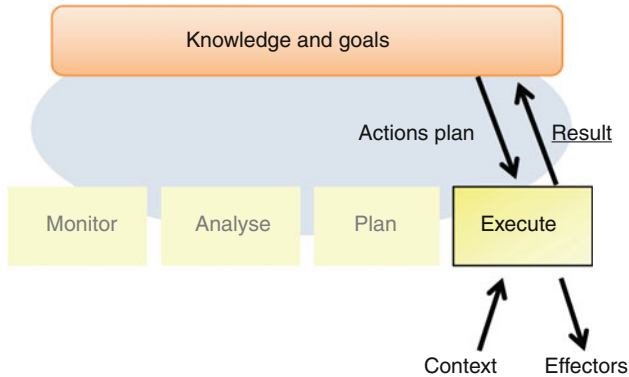 Knowledge and goals
Actions plan
Result
Monitor
Analyse
Plan
Execute
Context
Effectors